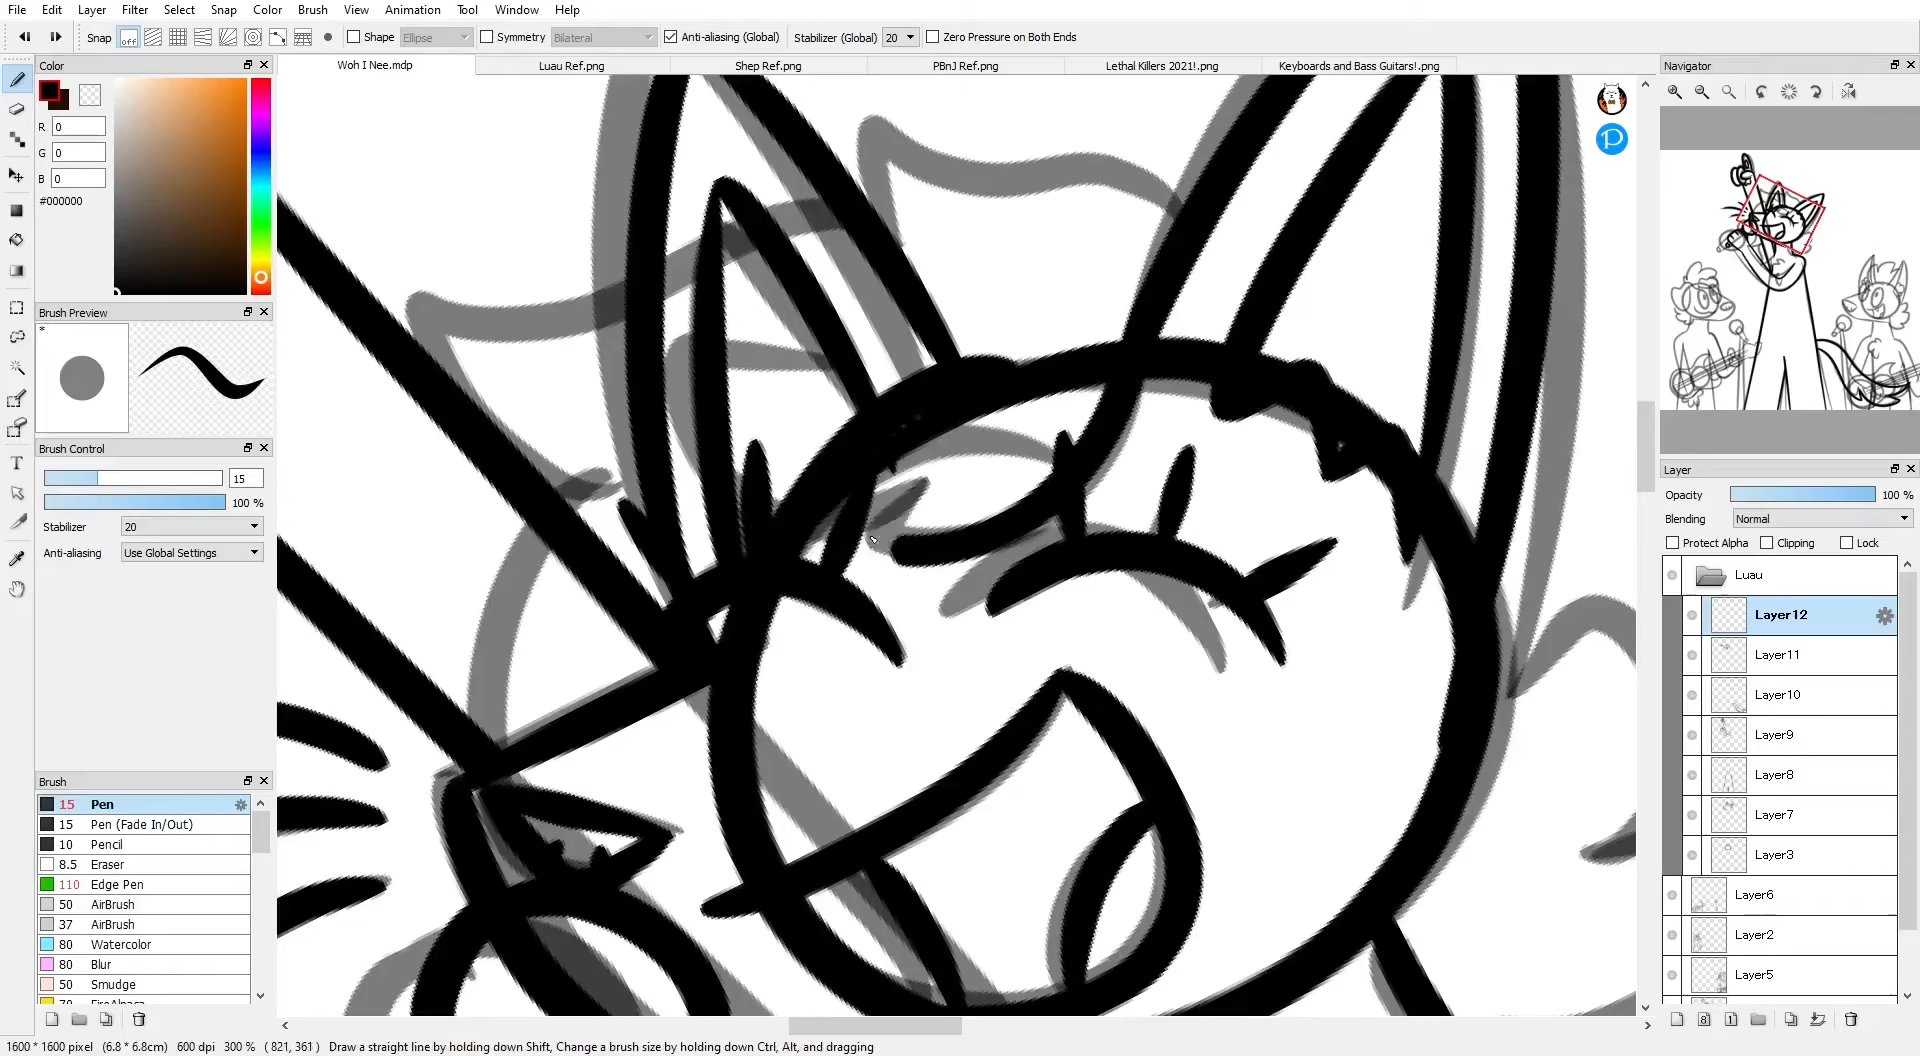 File Edit Layer Filter Select Snap Color Brush View Animation Tool Window Help
Snap off Shape Ellipse Symmetry Bilateral Anti-aliasing (Global) Stabilizer (Global) 20 Zero Pressure on Both Ends
Color
R 0
G 0
B 0
#000000
Brush Preview
*
Brush Control
15
100 %
Stabilizer 20
Anti-aliasing Use Global Settings
Brush
15 Pen
15 Pen (Fade In/Out)
10 Pencil
8.5 Eraser
110 Edge Pen
50 AirBrush
37 AirBrush
80 Watercolor
80 Blur
50 Smudge
Woh I Nee.mdp Luau Ref.png Shep Ref.png PBnJ Ref.png Lethal Killers 2021!.png Keyboards and Bass Guitars!.png
P
Navigator
Layer
Opacity 100 %
Blending Normal
Protect Alpha Clipping Lock
Luau
Layer12
Layer11
Layer10
Layer9
Layer8
Layer7
Layer3
Layer6
Layer2
Layer5
1600 * 1600 pixel (6.8 * 6.8cm) 600 dpi 300 % ( 821, 361 ) Draw a straight line by holding down Shift, Change a brush size by holding down Ctrl, Alt, and dragging